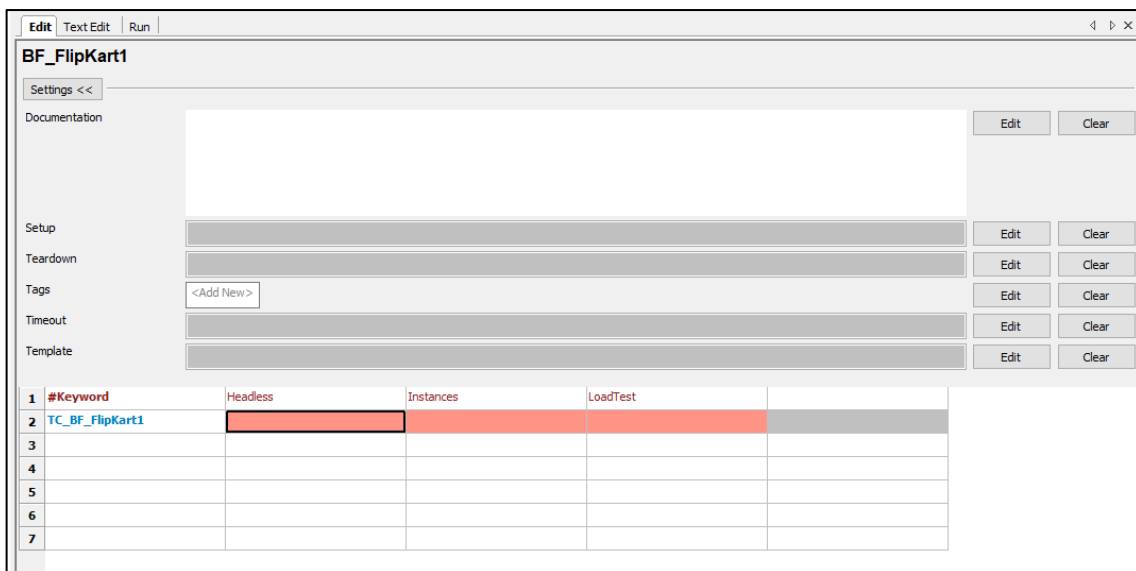 Edit Text Edit Run
BF_FlipKart1
Settings <<
Documentation Edit Clear
Setup Edit Clear
Teardown Edit Clear
Tags <Add New> Edit Clear
Timeout Edit Clear
Template Edit Clear
1 #Keyword Headless Instances LoadTest
2 TC_BF_FlipKart1
3
4
5
6
7